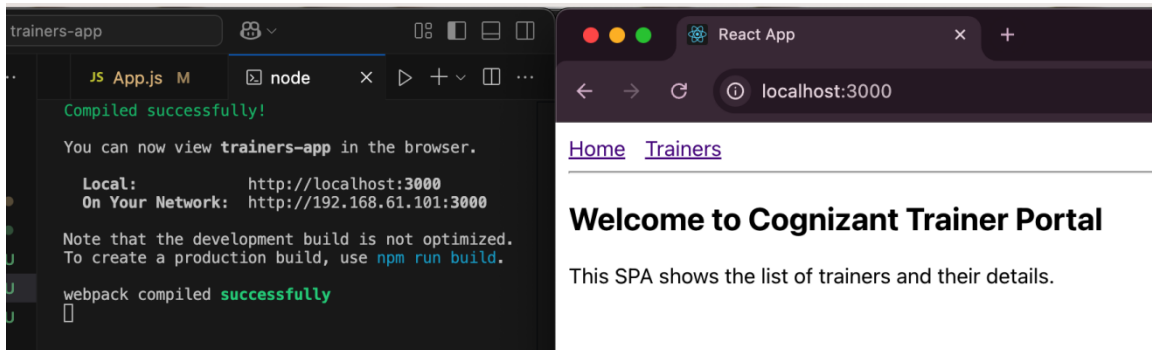 trainers-app
JS App.js M
node
Compiled successfully!
You can now view trainers-app in the browser.
Local: http://localhost:3000
On Your Network: http://192.168.61.101:3000
Note that the development build is not optimized.
To create a production build, use npm run build.
webpack compiled successfully
U
U
U
React App
localhost:3000
Home Trainers
Welcome to Cognizant Trainer Portal
This SPA shows the list of trainers and their details.